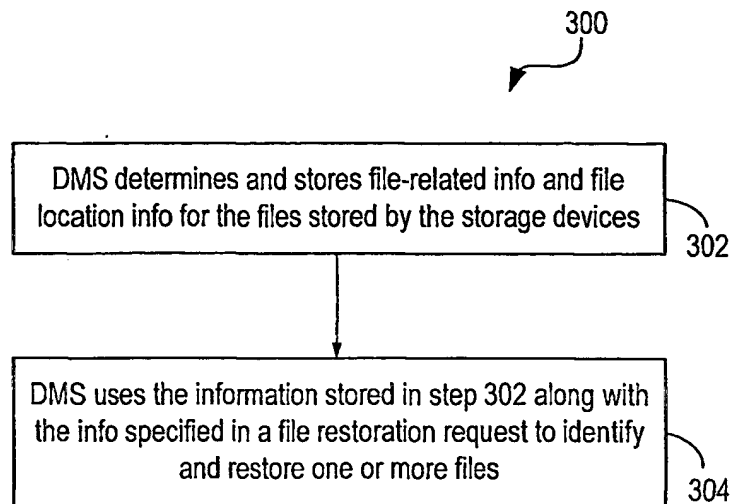 300
DMS determines and stores file-related info and file
location info for the files stored by the storage devices
302
DMS uses the information stored in step 302 along with
the info specified in a file restoration request to identify
and restore one or more files
304